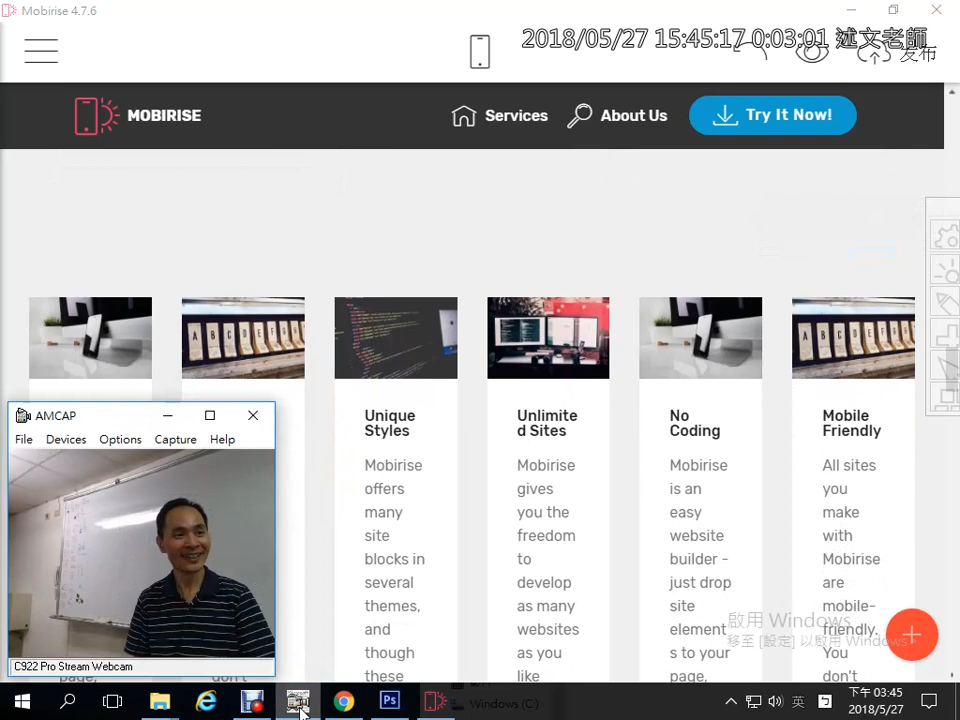 Mobirise 4.7.6
2018/05/27 15:45:17 0:03:01 述文老師
发布
MOBIRISE
Services
About Us
Try It Now!
Unique
Styles
Mobirise
offers
many
site
blocks in
several
themes,
and
though
these
Unlimite
d Sites
Mobirise
gives
you the
freedom
to
develop
as many
websites
as you
like
No
Coding
Mobirise
is an
easy
website
builder -
just drop
site
element
s to your
page,
Mobile
Friendly
All sites
you
make
with
Mobirise
are
mobile-
friendly.
You
don't
AMCAP
File Devices Options Capture Help
C922 Pro Stream Webcam
page,
don't
啟用 Windows
移至 [設定] 以啟用 Windows。
Windows (C:)
Ps
英
下午 03:45
2018/5/27